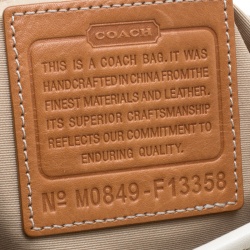 COACH
THIS IS A COACH BAG. IT WAS
HANDCRAFTED IN CHINA FROM THE
FINEST MATERIALS AND LEATHER.
ITS SUPERIOR CRAFTSMANSHIP
REFLECTS OUR COMMITMENT TO
ENDURING QUALITY.
Nº M0849-F13358